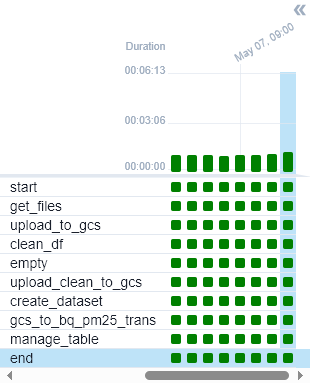 «
Duration
May 07, 09:00
00:06:13
00:03:06
00:00:00
start
get_files
upload_to_gcs
clean_df
empty
upload_clean_to_gcs
create_dataset
gcs_to_bq_pm25_trans
manage_table
end